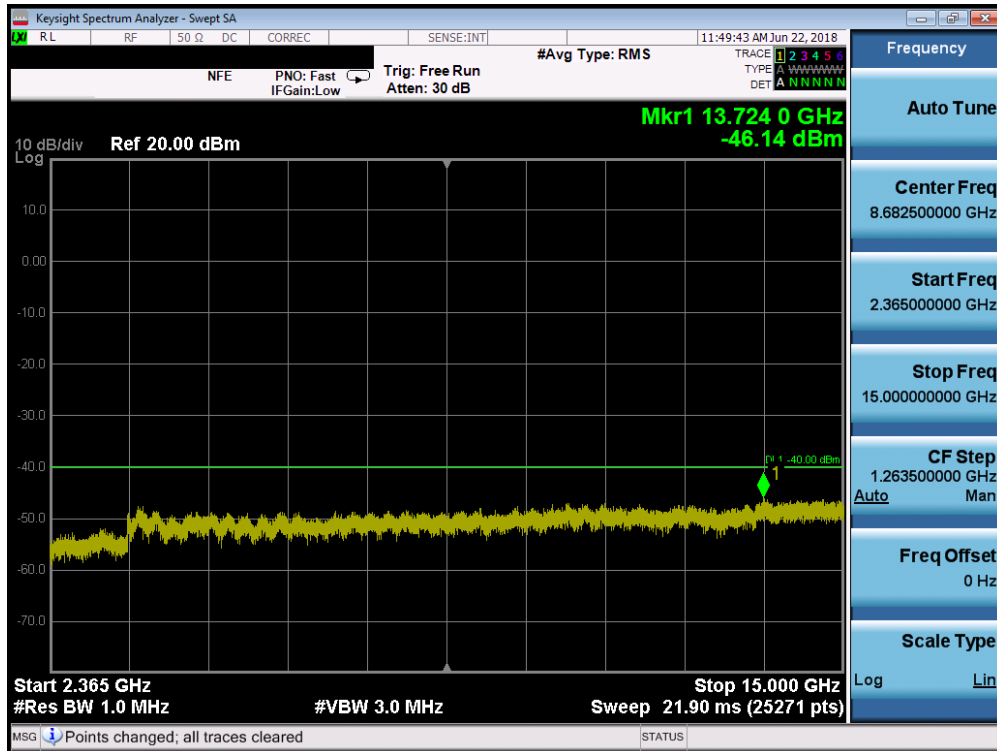 Keysight Spectrum Analyzer - Swept SA
LXI RL RF 50 Ω DC CORREC SENSE:INT 11:49:43 AM Jun 22, 2018
#Avg Type: RMS
TRACE 1 2 3 4 5 6
TYPE A WWWWW
DET A N N N N N
NFE PNO: Fast Trig: Free Run
IFGain:Low Atten: 30 dB
Mkr1 13.724 0 GHz
-46.14 dBm
10 dB/div Ref 20.00 dBm
Log
10.0
0.00
-10.0
-20.0
-30.0
-40.0
DL1 -40.00 dBm
1
-50.0
-60.0
-70.0
Start 2.365 GHz Stop 15.000 GHz
#Res BW 1.0 MHz #VBW 3.0 MHz Sweep 21.90 ms (25271 pts)
MSG Points changed; all traces cleared STATUS
Frequency
Auto Tune
Center Freq
8.682500000 GHz
Start Freq
2.365000000 GHz
Stop Freq
15.000000000 GHz
CF Step
1.263500000 GHz
Auto Man
Freq Offset
0 Hz
Scale Type
Log Lin